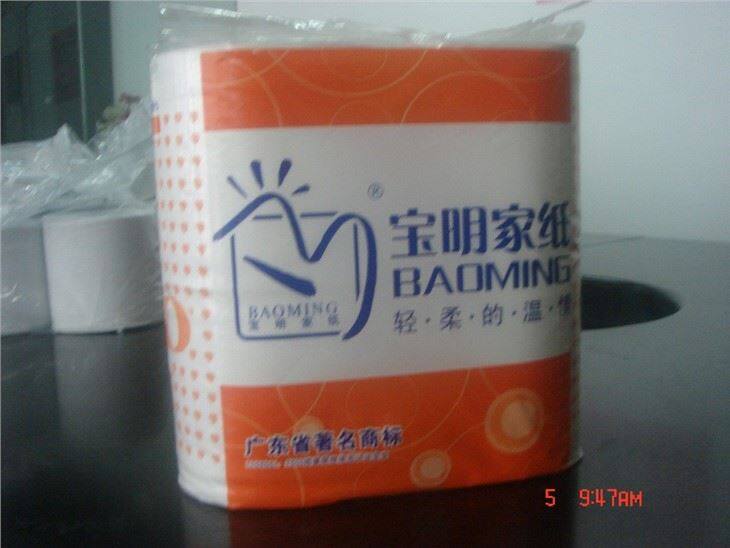 ®
宝明家纸
BAOMING
轻·柔·的·温·情
BAOMING
宝明家纸
广东省著名商标
5 9:47AM